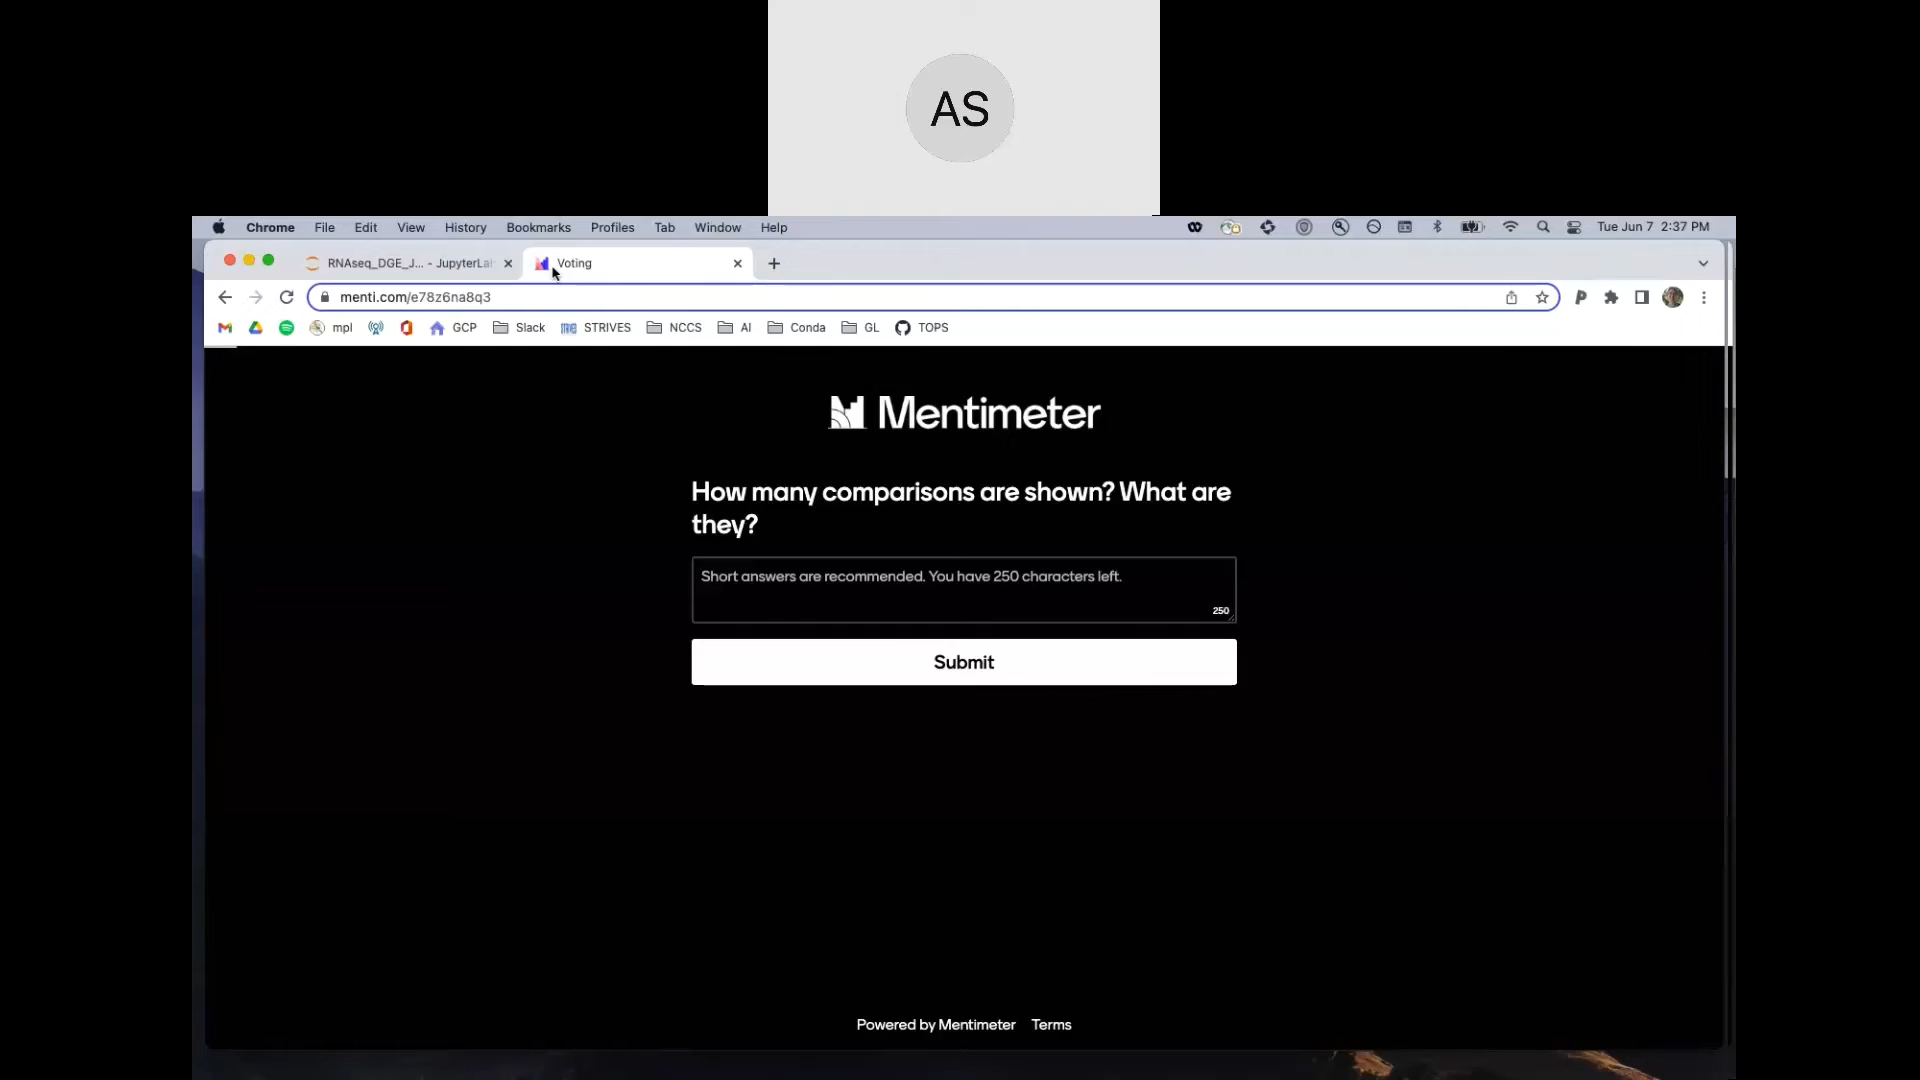 AS
Chrome File Edit View History Bookmarks Profiles Tab Window Help Tue Jun 7 2:37 PM
RNAseq_DGE_J... - JupyterLa Voting
menti.com/e78z6na8q3
mpl GCP Slack STRIVES NCCS AI Conda GL TOPS
Mentimeter
How many comparisons are shown? What are
they?
Short answers are recommended. You have 250 characters left.
250
Submit
Powered by Mentimeter Terms